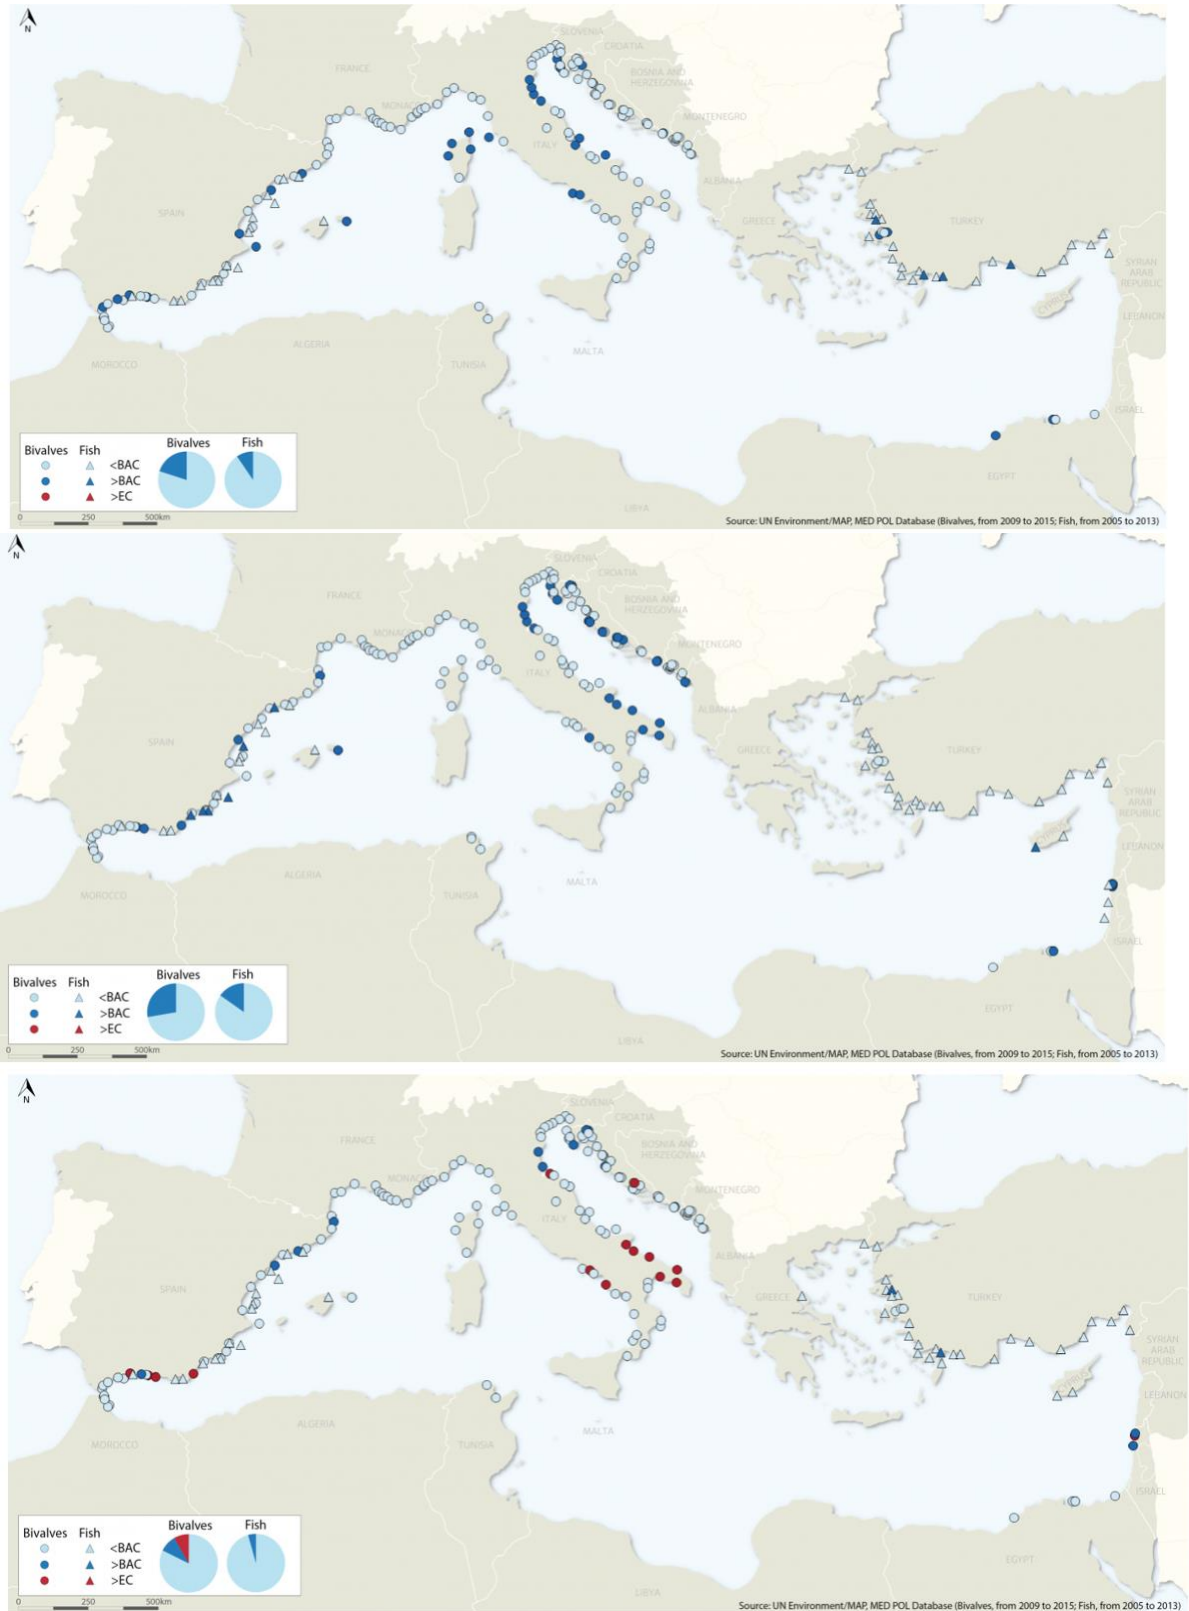 N
SLOVENIA
CROATIA
FRANCE
BOSNIA AND
HERZEGOVINA
MONACO
MONTENEGRO
ITALY
ALBANIA
SPAIN
GREECE
TURKEY
SYRIAN
ARAB
REPUBLIC
CYPRUS
LEBANON
ALGERIA
MALTA
MOROCCO
TUNISIA
ISRAEL
EGYPT
LIBYA
Bivalves Fish Bivalves Fish
<BAC
>BAC
>EC
0 250 500km
Source: UN Environment/MAP, MED POL Database (Bivalves, from 2009 to 2015; Fish, from 2005 to 2013)
N
SLOVENIA
CROATIA
FRANCE
BOSNIA AND
HERZEGOVINA
MONACO
MONTENEGRO
ITALY
ALBANIA
SPAIN
GREECE
TURKEY
SYRIAN
ARAB
REPUBLIC
CYPRUS
LEBANON
ALGERIA
MALTA
MOROCCO
TUNISIA
ISRAEL
EGYPT
LIBYA
Bivalves Fish Bivalves Fish
<BAC
>BAC
>EC
0 250 500km
Source: UN Environment/MAP, MED POL Database (Bivalves, from 2009 to 2015; Fish, from 2005 to 2013)
N
SLOVENIA
CROATIA
FRANCE
BOSNIA AND
HERZEGOVINA
MONACO
MONTENEGRO
ITALY
ALBANIA
SPAIN
GREECE
TURKEY
SYRIAN
ARAB
REPUBLIC
CYPRUS
LEBANON
ALGERIA
MALTA
MOROCCO
TUNISIA
ISRAEL
EGYPT
LIBYA
Bivalves Fish Bivalves Fish
<BAC
>BAC
>EC
0 250 500km
Source: UN Environment/MAP, MED POL Database (Bivalves, from 2009 to 2015; Fish, from 2005 to 2013)